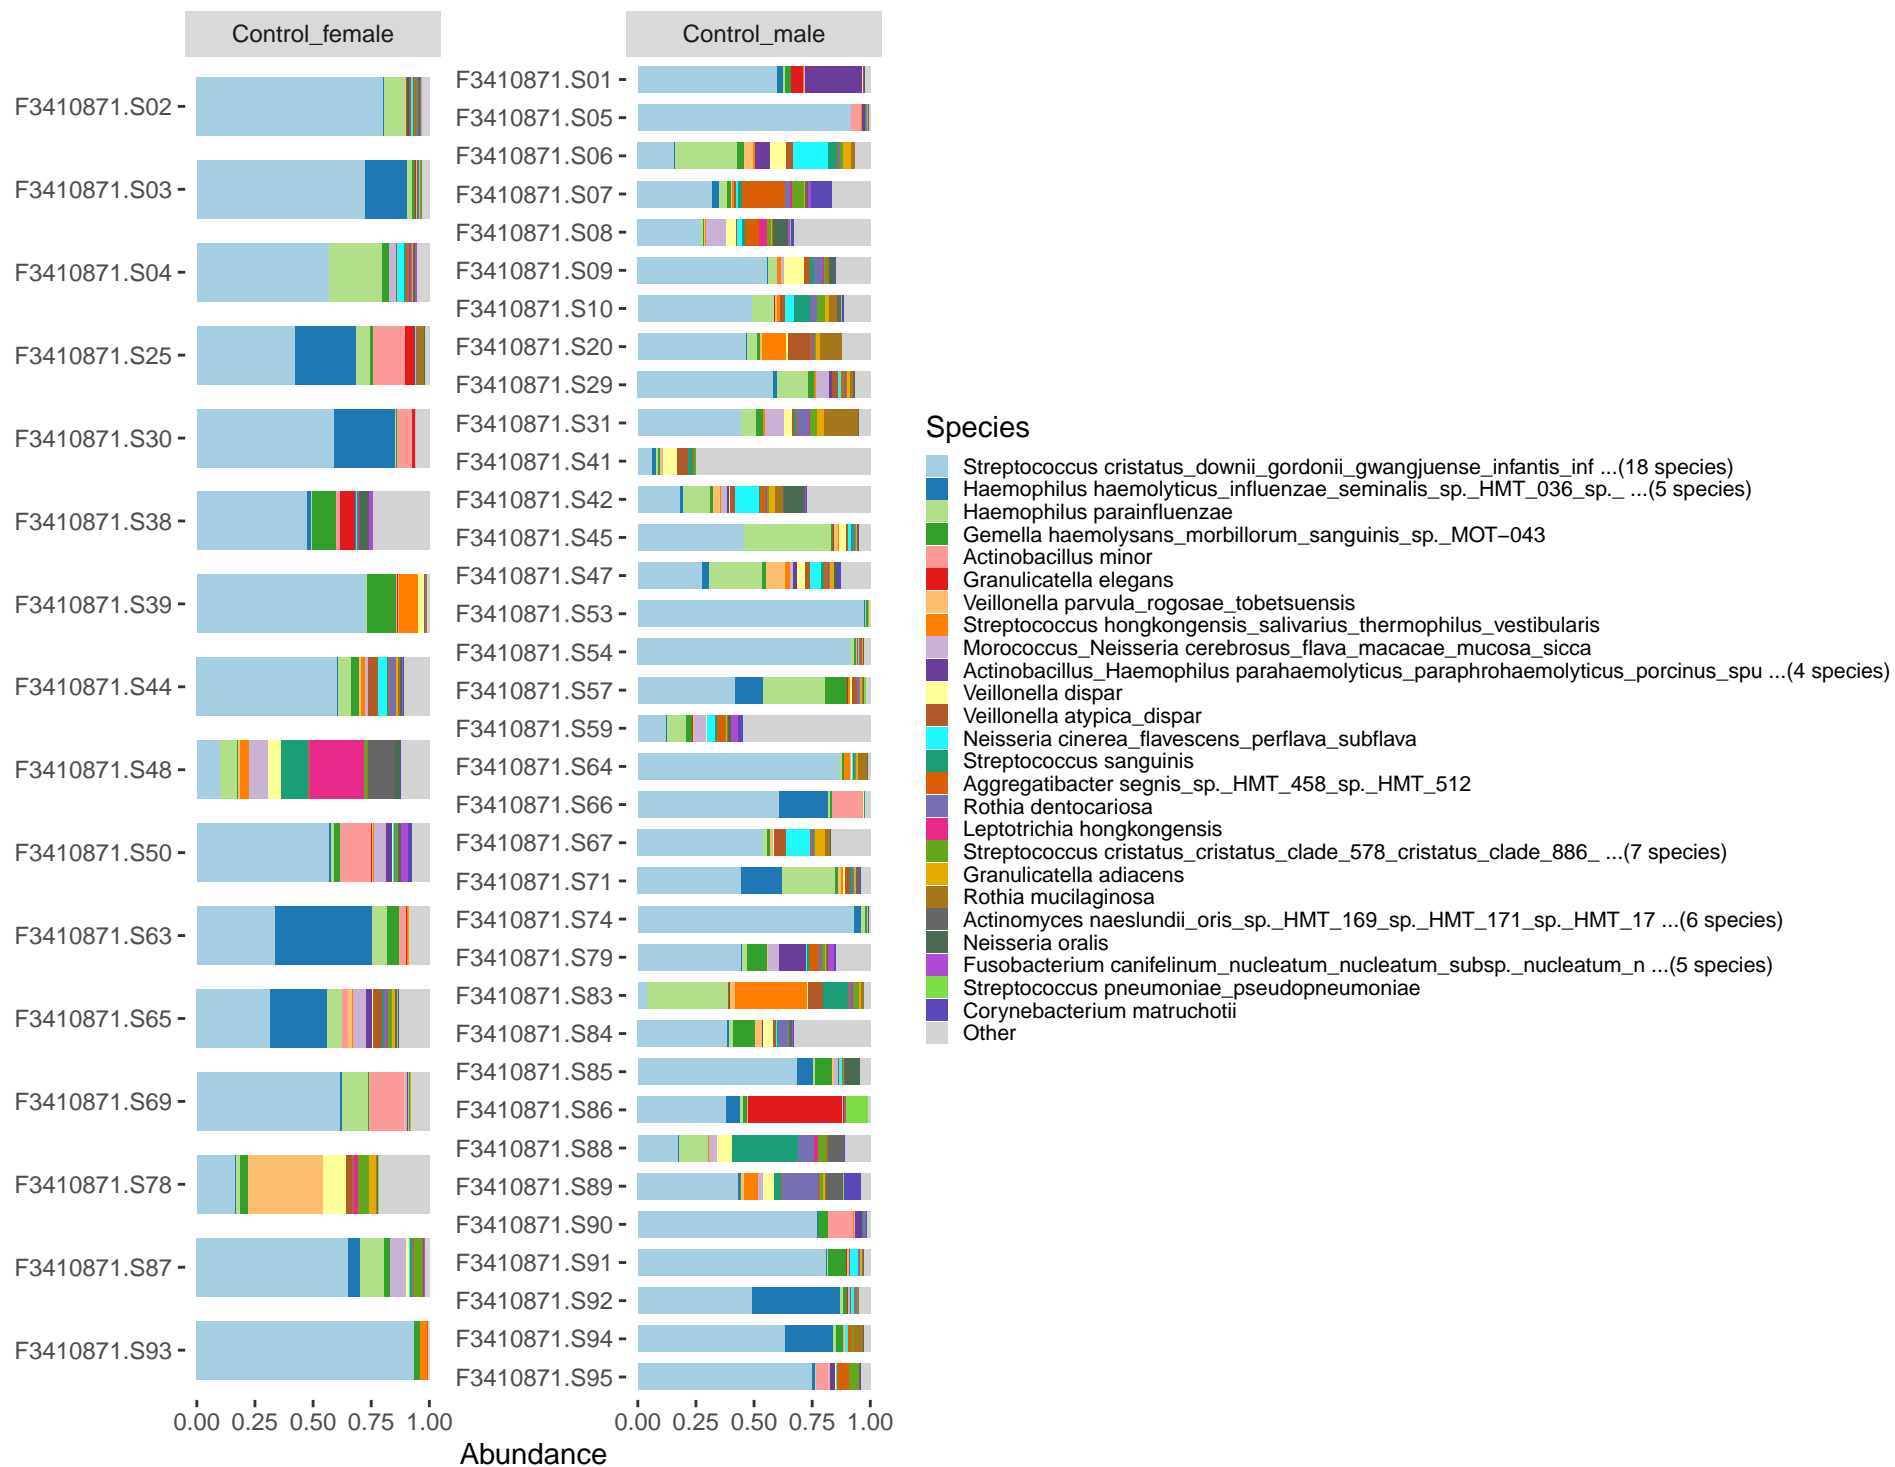 Control_female
Control_male
F3410871.S02
F3410871.S03
F3410871.S04
F3410871.S25
F3410871.S30
F3410871.S38
F3410871.S39
F3410871.S44
F3410871.S48
F3410871.S50
F3410871.S63
F3410871.S65
F3410871.S69
F3410871.S78
F3410871.S87
F3410871.S93
0.00 0.25 0.50 0.75 1.00
F3410871.S01
F3410871.S05
F3410871.S06
F3410871.S07
F3410871.S08
F3410871.S09
F3410871.S10
F3410871.S20
F3410871.S29
F3410871.S31
F3410871.S41
F3410871.S42
F3410871.S45
F3410871.S47
F3410871.S53
F3410871.S54
F3410871.S57
F3410871.S59
F3410871.S64
F3410871.S66
F3410871.S67
F3410871.S71
F3410871.S74
F3410871.S79
F3410871.S83
F3410871.S84
F3410871.S85
F3410871.S86
F3410871.S88
F3410871.S89
F3410871.S90
F3410871.S91
F3410871.S92
F3410871.S94
F3410871.S95
0.00 0.25 0.50 0.75 1.00
Abundance
Species
Streptococcus cristatus_downii_gordonii_gwangjuense_infantis_inf ...(18 species)
Haemophilus haemolyticus_influenzae_seminalis_sp._HMT_036_sp._ ...(5 species)
Haemophilus parainfluenzae
Gemella haemolysans_morbillorum_sanguinis_sp._MOT−043
Actinobacillus minor
Granulicatella elegans
Veillonella parvula_rogosae_tobetsuensis
Streptococcus hongkongensis_salivarius_thermophilus_vestibularis
Morococcus_Neisseria cerebrosus_flava_macacae_mucosa_sicca
Actinobacillus_Haemophilus parahaemolyticus_paraphrohaemolyticus_porcinus_spu ...(4 species)
Veillonella dispar
Veillonella atypica_dispar
Neisseria cinerea_flavescens_perflava_subflava
Streptococcus sanguinis
Aggregatibacter segnis_sp._HMT_458_sp._HMT_512
Rothia dentocariosa
Leptotrichia hongkongensis
Streptococcus cristatus_cristatus_clade_578_cristatus_clade_886_ ...(7 species)
Granulicatella adiacens
Rothia mucilaginosa
Actinomyces naeslundii_oris_sp._HMT_169_sp._HMT_171_sp._HMT_17 ...(6 species)
Neisseria oralis
Fusobacterium canifelinum_nucleatum_nucleatum_subsp._nucleatum_n ...(5 species)
Streptococcus pneumoniae_pseudopneumoniae
Corynebacterium matruchotii
Other